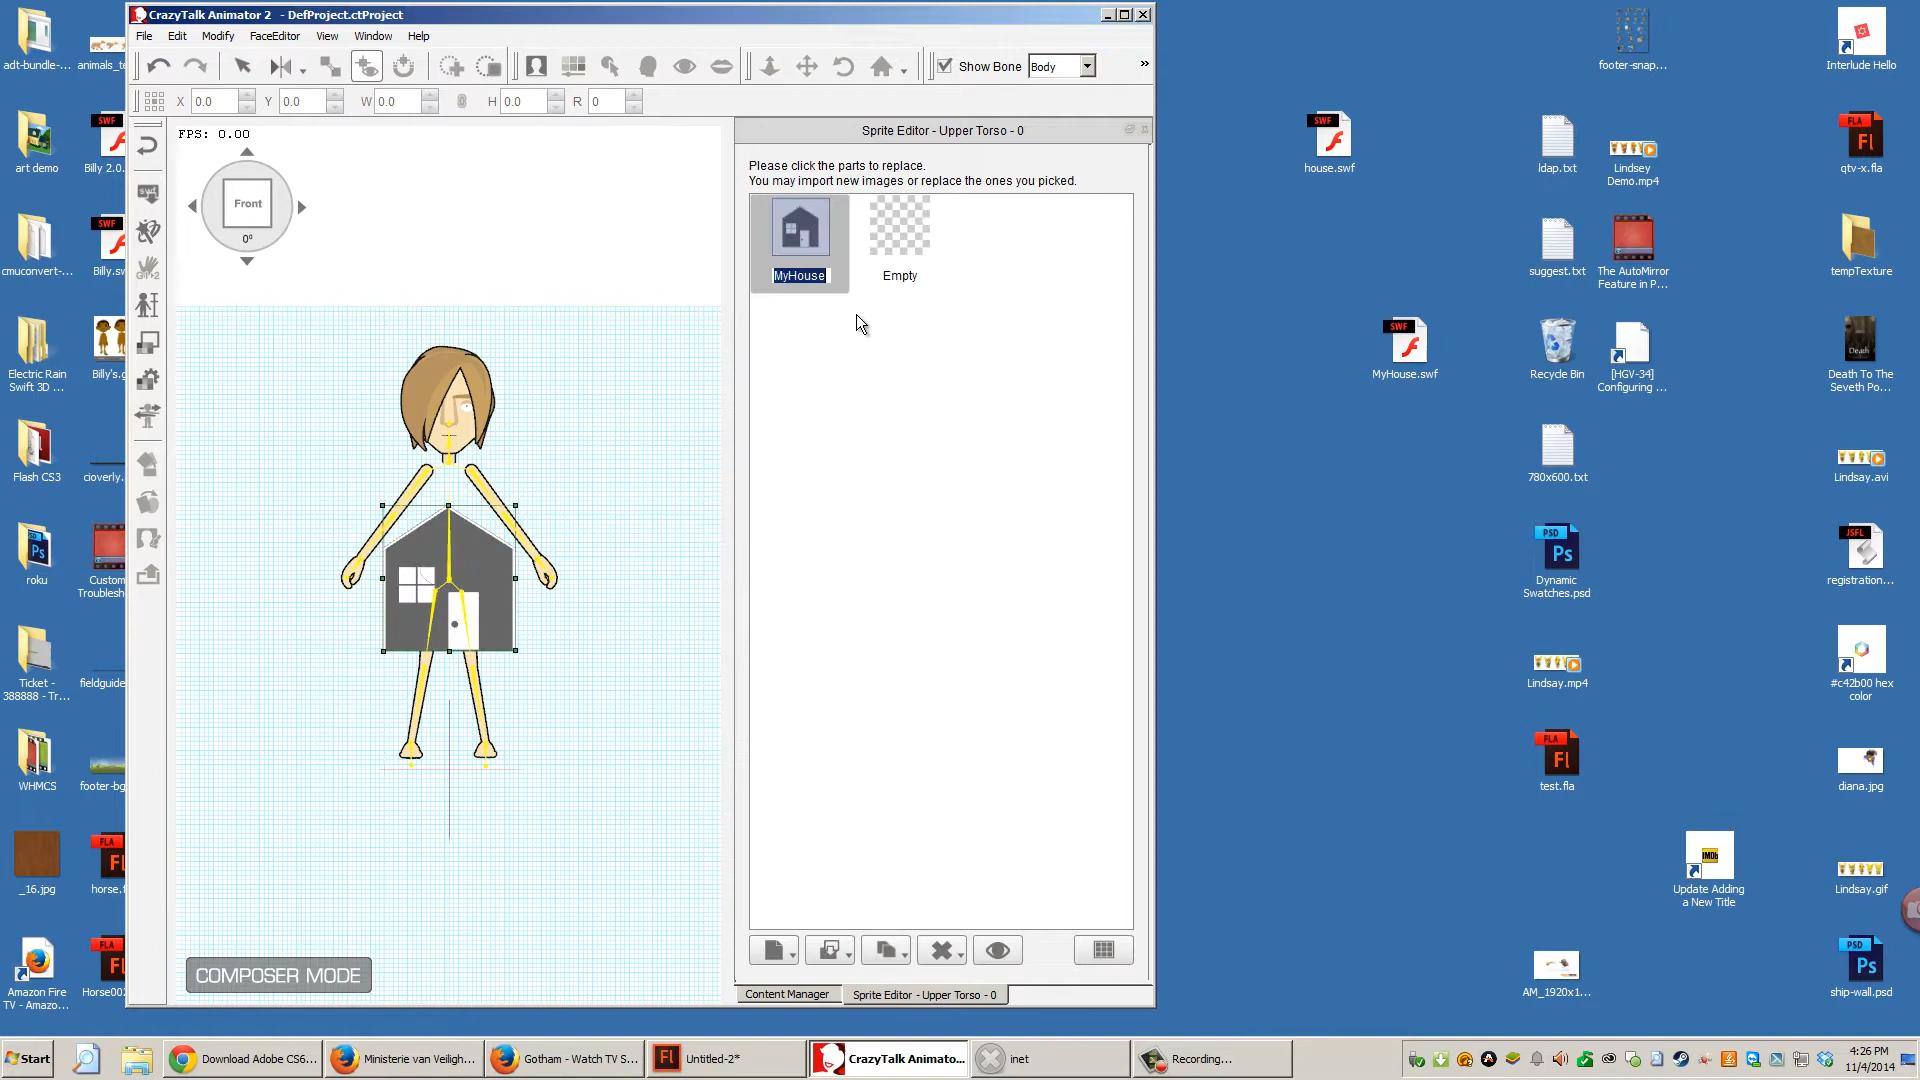 CrazyTalk Animator 2 - DefProject.ctProject
File Edit Modify FaceEditor View Window Help
Show Bone Body
X 0.0 Y 0.0 W 0.0 H 0.0 R 0
FPS: 0.00
Front
0º
swf
COMPOSER MODE
Sprite Editor - Upper Torso - 0
Please click the parts to replace.
You may import new images or replace the ones you picked.
MyHouse
Empty
Content Manager
Sprite Editor - Upper Torso - 0
adt-bundle-...
animals_te
art demo
Billy 2.0.
cmuconvert-...
Billy.sw
Electric Rain
Swift 3D ...
Billy's.g
Flash CS3
cioverly.
roku
Custom
Troublesh
Ticket -
388888 - Tr...
fieldguide
WHMCS
footer-bg
_16.jpg
horse.f
Amazon Fire
TV - Amazo...
Horse00
footer-snap...
Interlude Hello
house.swf
ldap.txt
Lindsey
Demo.mp4
qtv-x.fla
suggest.txt
The AutoMirror
Feature in P...
tempTexture
MyHouse.swf
Recycle Bin
[HGV-34]
Configuring ...
Death To The
Seveth Po...
780x600.txt
Lindsay.avi
Dynamic
Swatches.psd
registration...
Lindsay.mp4
#c42b00 hex
color
test.fla
diana.jpg
Update Adding
a New Title
Lindsay.gif
AM_1920x1...
ship-wall.psd
Start
Download Adobe CS6...
Ministerie van Veiligh...
Gotham - Watch TV S...
Untitled-2*
CrazyTalk Animato...
inet
Recording...
4:26 PM
11/4/2014